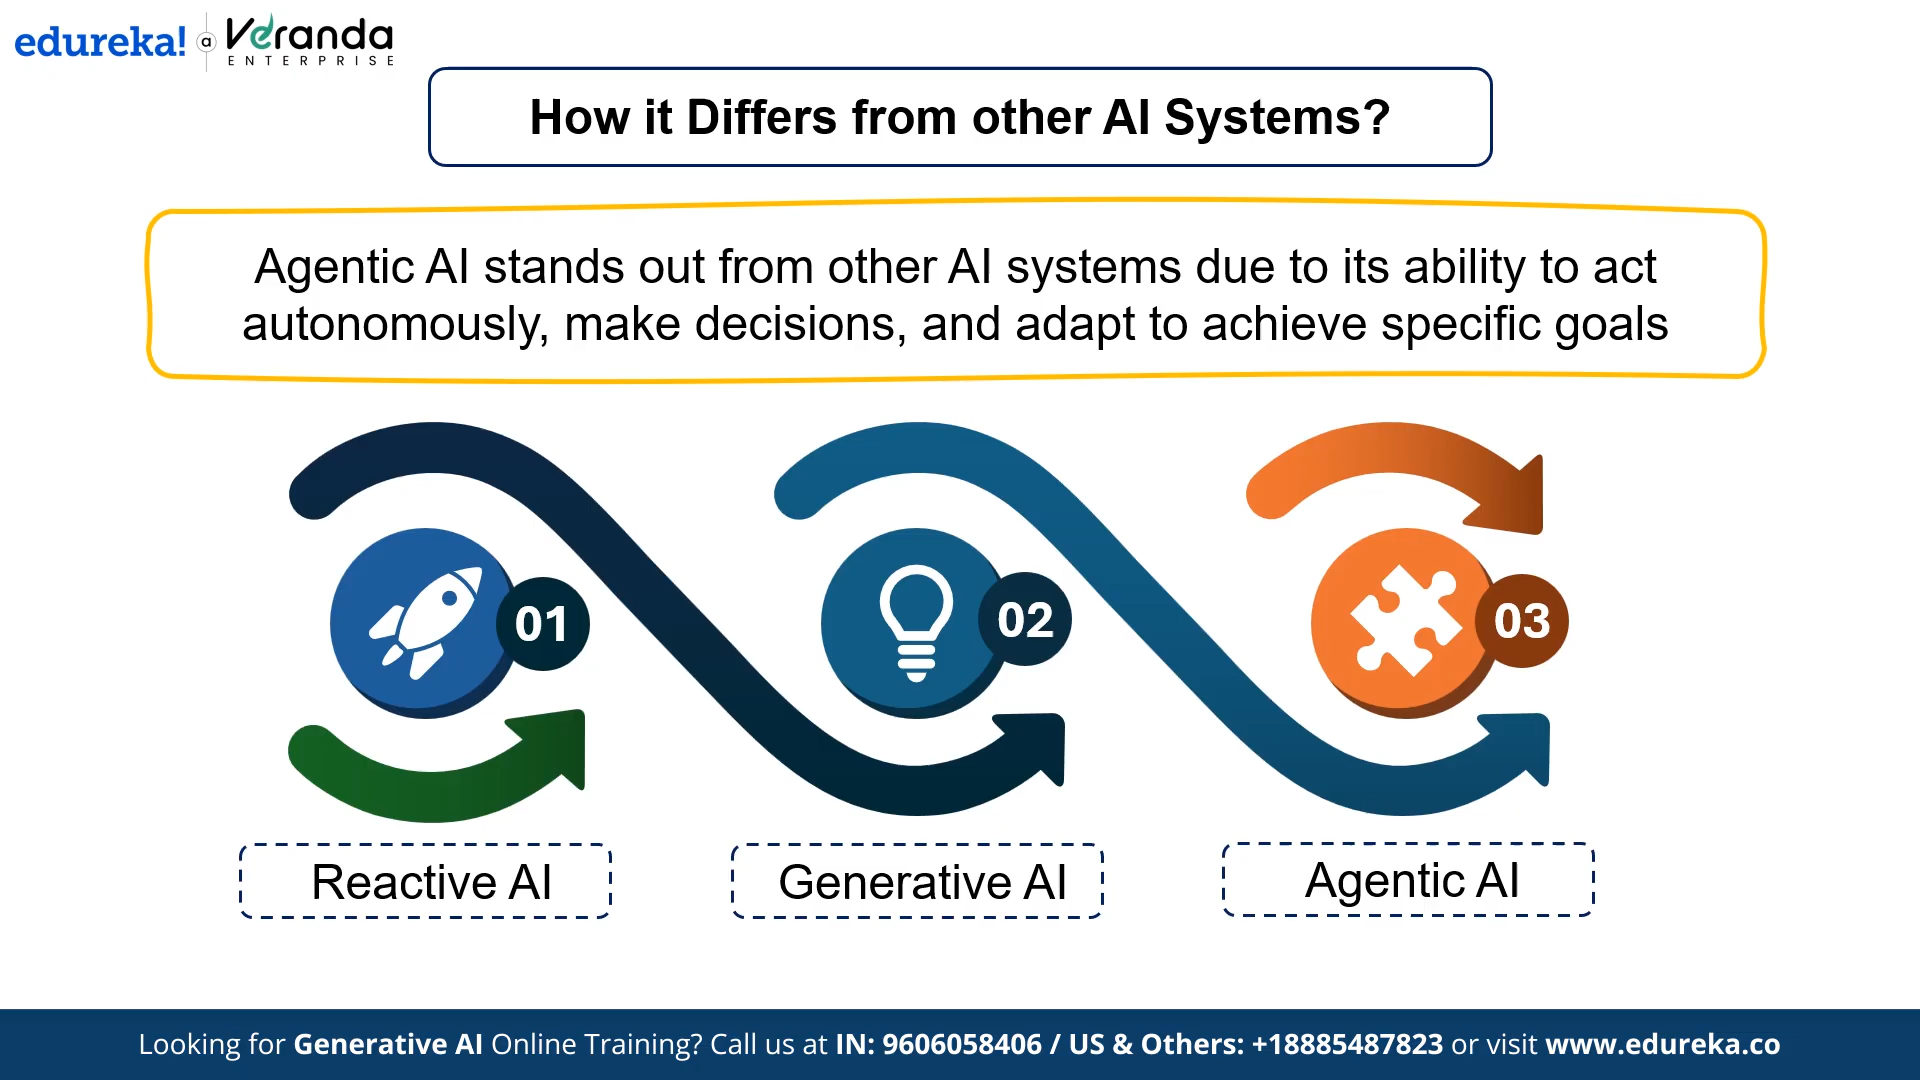 edureka! a Veranda
ENTERPRISE
How it Differs from other AI Systems?
Agentic AI stands out from other AI systems due to its ability to act
autonomously, make decisions, and adapt to achieve specific goals
01
02
03
Reactive AI
Generative AI
Agentic AI
Looking for Generative AI Online Training? Call us at IN: 9606058406 / US & Others: +18885487823 or visit www.edureka.co